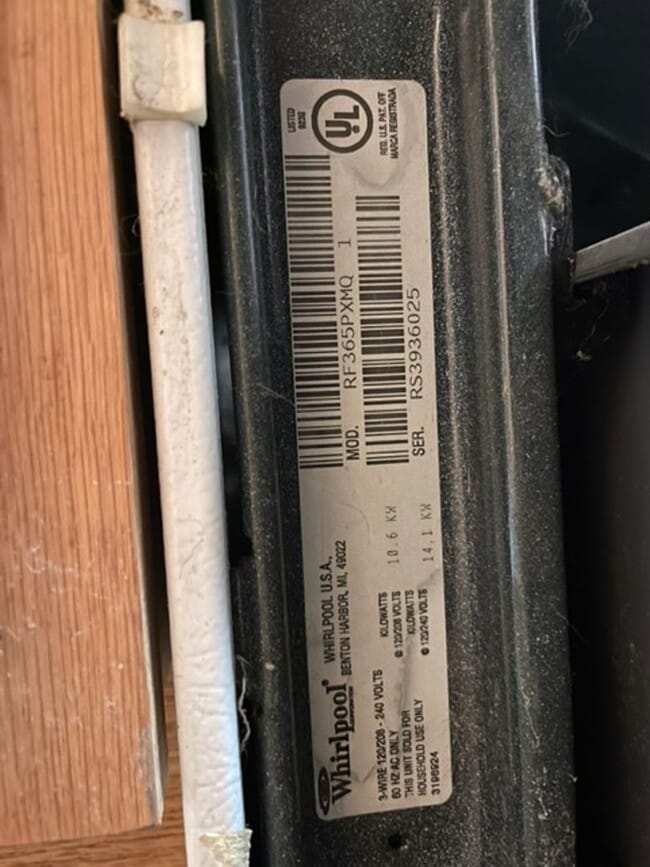 Whirlpool
CORPORATION
WHIRLPOOL U.S.A.,
BENTON HARBOR, MI, 49022
3-WIRE 120/208 - 240 VOLTS
60 HZ AC ONLY
THIS UNIT SOLD FOR
HOUSEHOLD USE ONLY
3196924
KILOWATTS
@ 120/208 VOLTS 10.6 KW
KILOWATTS
@ 120/240 VOLTS 14.1 KW
MOD. RF365PXMQ 1
SER. RS3936025
LISTED
UL
REG. U.S. PAT. OFF
MARCA REGISTRADA